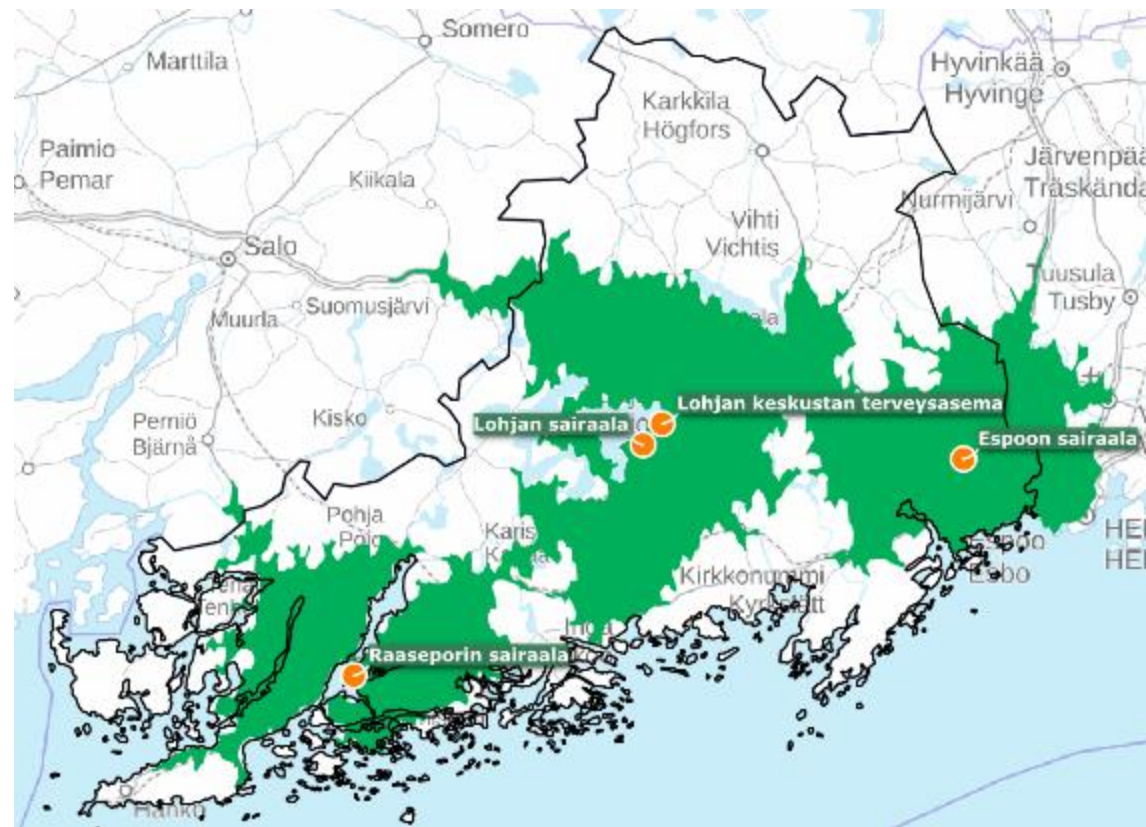 Somero
Marttila
Hyvinkää
Hyvinge
Karkkila
Högfors
Paimio
Pemar
Järvenpää
Kiikala
Nurmijärvi
Vihti
Vichtis
Salo
Tuusula
Tusby
Suomusjärvi
Muurla
Lohjan keskustan terveysasema
Kisko
Perniö
Bjärnå
Lohjan sairaala
Espoon sairaala
Pohja
Karis
Kirkkonummi
Raaseporin sairaala
Hanko